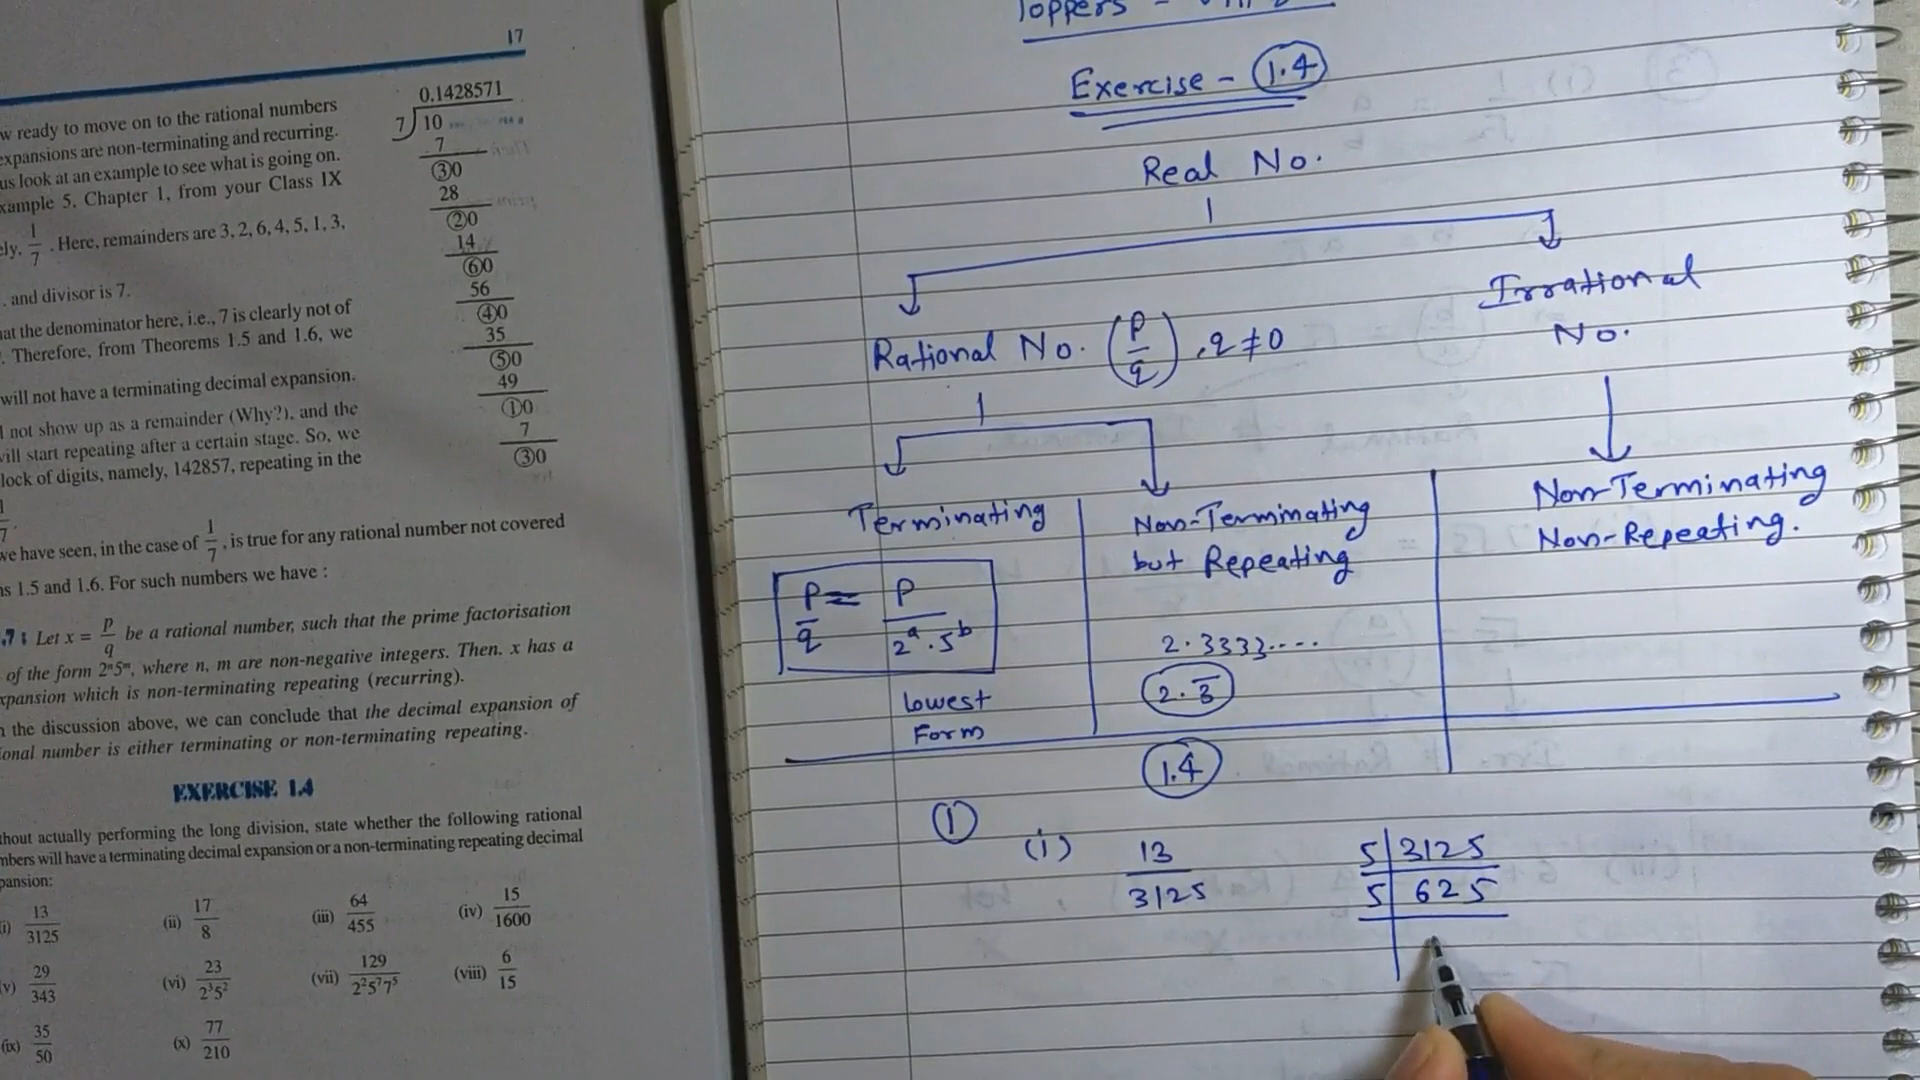 17
w ready to move on to the rational numbers
expansions are non-terminating and recurring.
us look at an example to see what is going on.
xample 5, Chapter 1, from your Class IX
ely, 1/7 . Here, remainders are 3, 2, 6, 4, 5, 1, 3,
. and divisor is 7.
hat the denominator here, i.e., 7 is clearly not of
. Therefore, from Theorems 1.5 and 1.6, we
will not have a terminating decimal expansion.
not show up as a remainder (Why?), and the
will start repeating after a certain stage. So, we
lock of digits, namely, 142857, repeating in the
1/7.
we have seen, in the case of 1/7, is true for any rational number not covered
ns 1.5 and 1.6. For such numbers we have :
.7 : Let x = p/q be a rational number, such that the prime factorisation
of the form 2ⁿ5ᵐ, where n, m are non-negative integers. Then, x has a
xpansion which is non-terminating repeating (recurring).
n the discussion above, we can conclude that the decimal expansion of
ional number is either terminating or non-terminating repeating.
EXERCISE 1.4
thout actually performing the long division, state whether the following rational
mbers will have a terminating decimal expansion or a non-terminating repeating decimal
pansion:
(i) 13/3125 (ii) 17/8 (iii) 64/455 (iv) 15/1600
(v) 29/343 (vi) 23/2³5² (vii) 129/2²5⁷7⁵ (viii) 6/15
(ix) 35/50 (x) 77/210
0.1428571
7 10
7
30
28
20
14
60
56
40
35
50
49
10
7
30
Toppers -
Exercise - 1.4
Real No.
Rational No. (p/q), q ≠ 0
Irrational
No.
Terminating
Non-Terminating
but Repeating
Non-Terminating
Non-Repeating.
P/q = P/2ᵃ.5ᵇ
Lowest
Form
2.3333....
2.3̅
1.4
① (i) 13/3125
5 3125
5 625